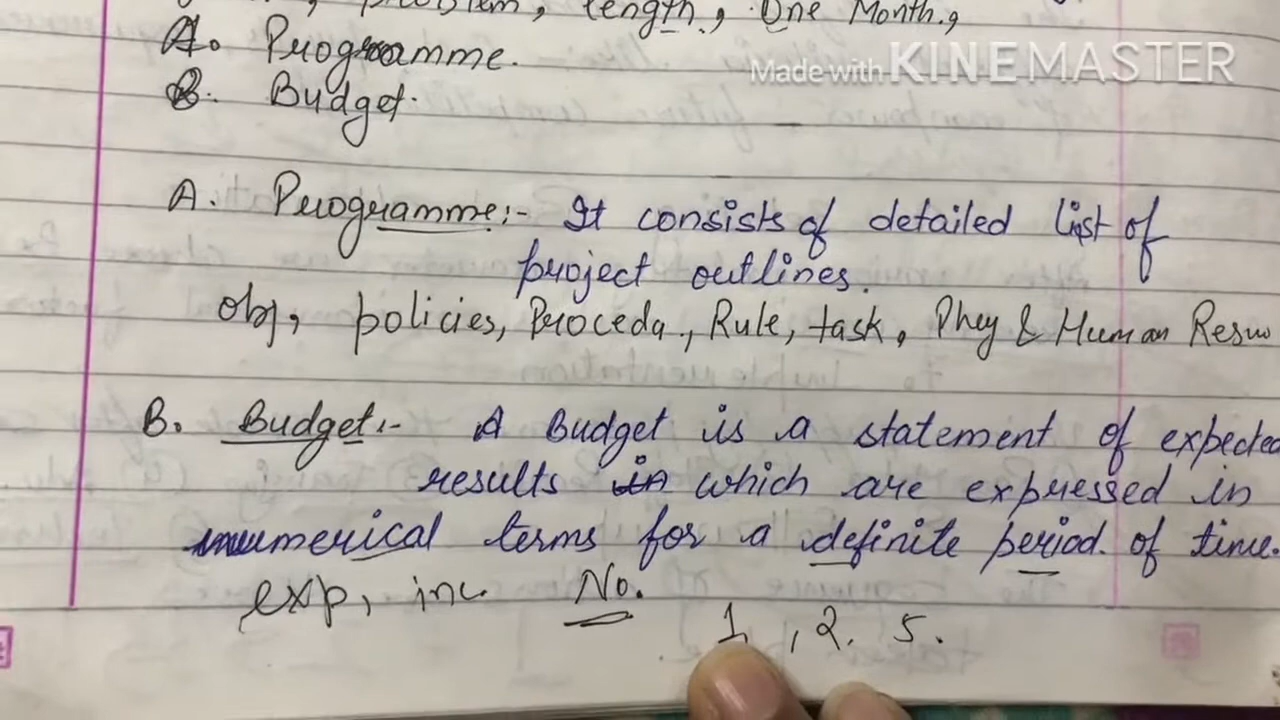 problem, length, One Month,
A. Programme.
B. Budget.
Made with KINEMASTER
A. Programme:- It consists of detailed list of
project outlines.
obj, policies, Proceda., Rule, task, Phy & Human Resou
B. Budget:- A Budget is a statement of expected
results in which are expressed in
numerical terms for a definite period. of time.
exp, inc. No.
1, 2. 5.